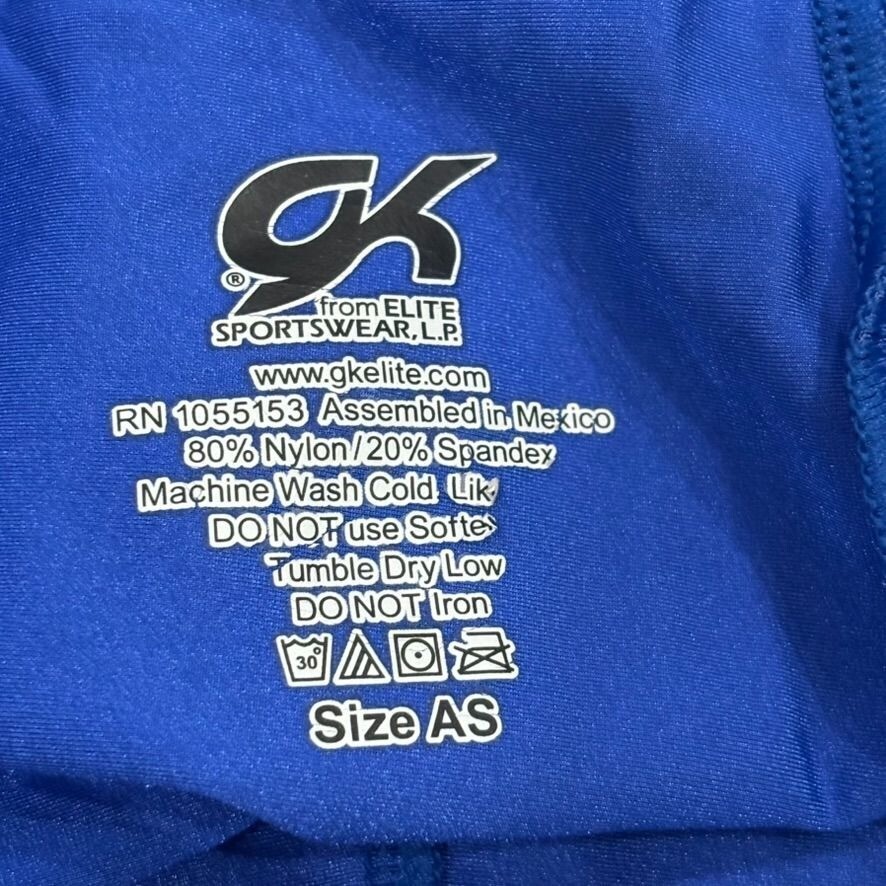 GK
®
from ELITE
SPORTSWEAR, L.P.
www.gkelite.com
RN 1055153 Assembled in Mexico
80% Nylon/20% Spandex
Machine Wash Cold
DO NOT use
Tumble Dry Low
DO NOT Iron
30°
Size AS